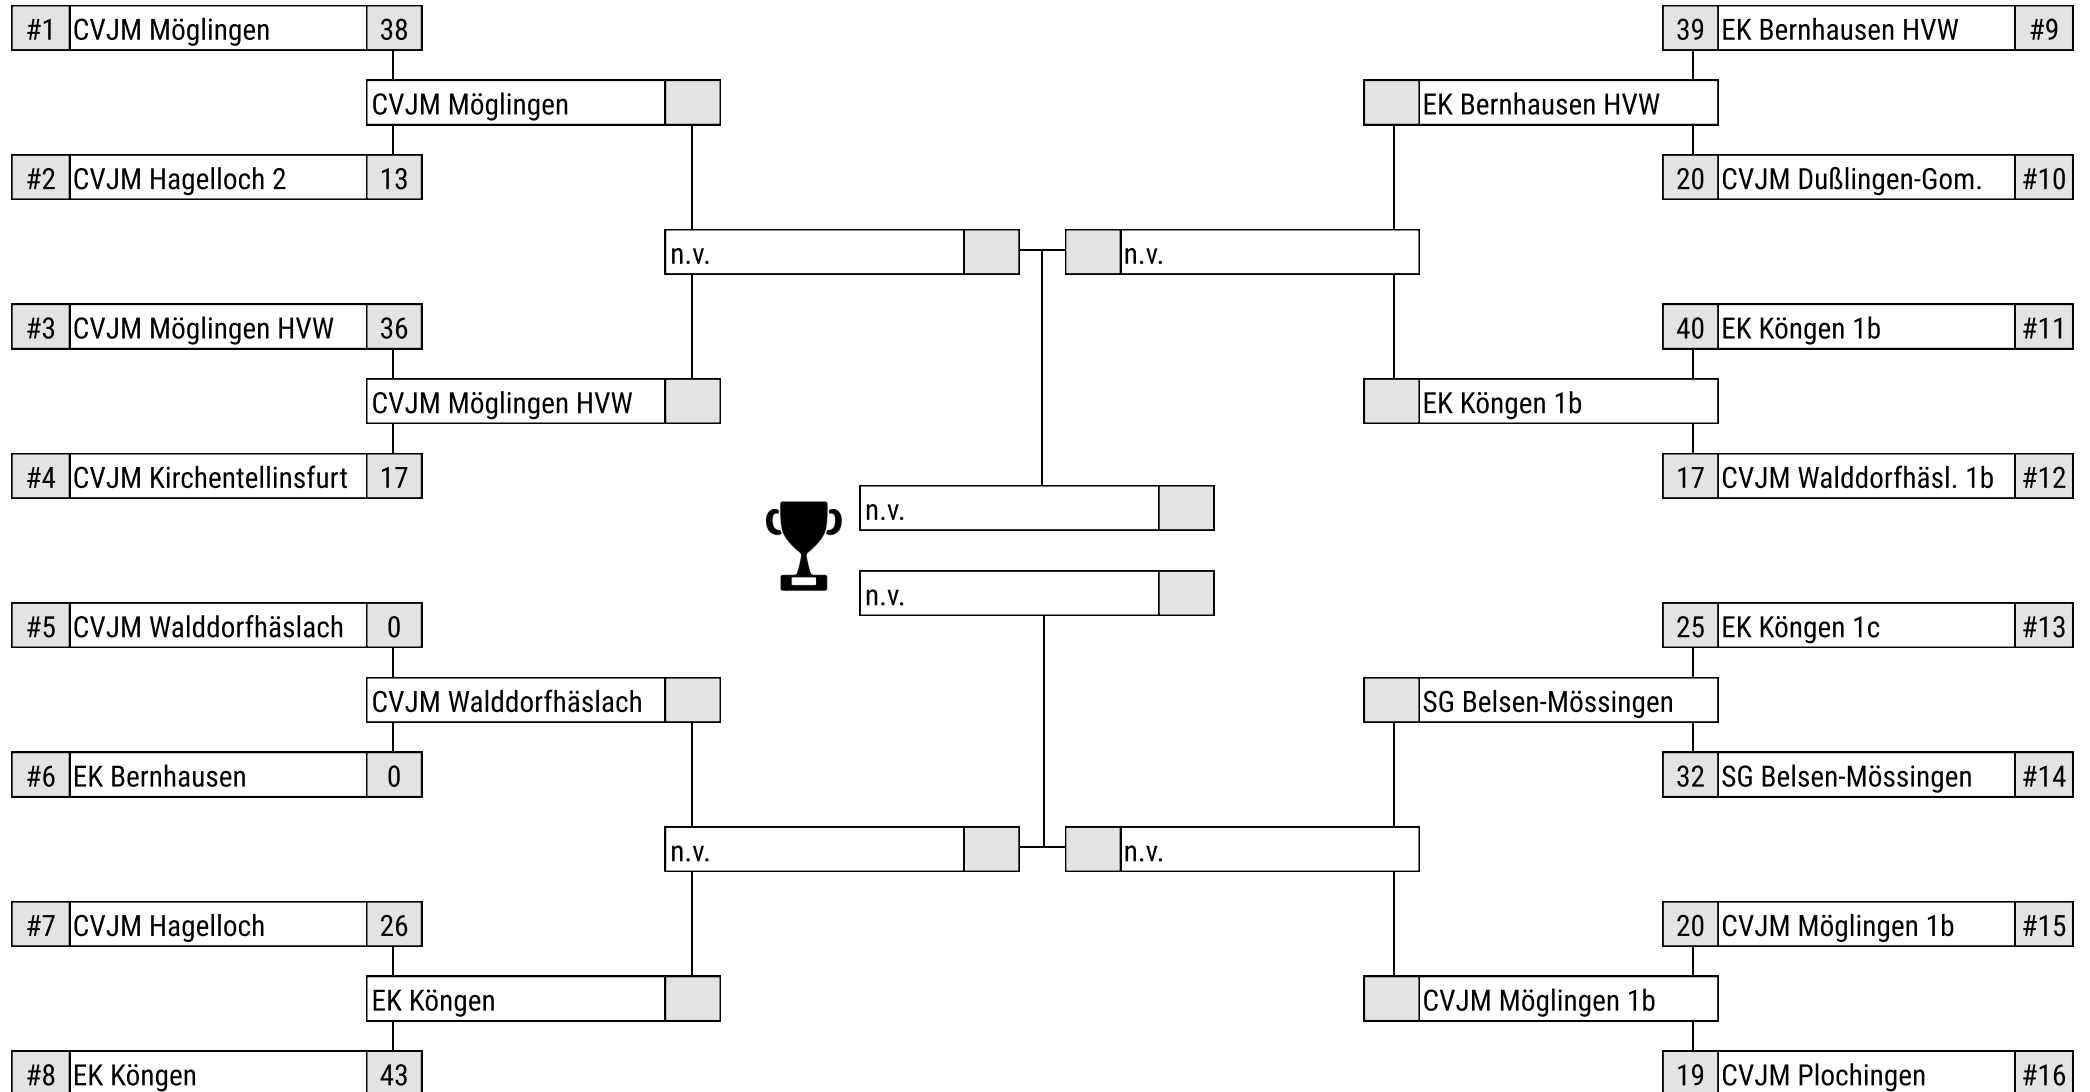 #1 CVJM Möglingen 38
39 EK Bernhausen HVW #9
CVJM Möglingen
EK Bernhausen HVW
#2 CVJM Hagelloch 2 13
20 CVJM Dußlingen-Gom. #10
n.v.
n.v.
#3 CVJM Möglingen HVW 36
40 EK Köngen 1b #11
CVJM Möglingen HVW
EK Köngen 1b
#4 CVJM Kirchentellinsfurt 17
17 CVJM Walddorfhäsl. 1b #12
n.v.
n.v.
#5 CVJM Walddorfhäslach 0
25 EK Köngen 1c #13
CVJM Walddorfhäslach
SG Belsen-Mössingen
#6 EK Bernhausen 0
32 SG Belsen-Mössingen #14
n.v.
n.v.
#7 CVJM Hagelloch 26
20 CVJM Möglingen 1b #15
EK Köngen
CVJM Möglingen 1b
#8 EK Köngen 43
19 CVJM Plochingen #16